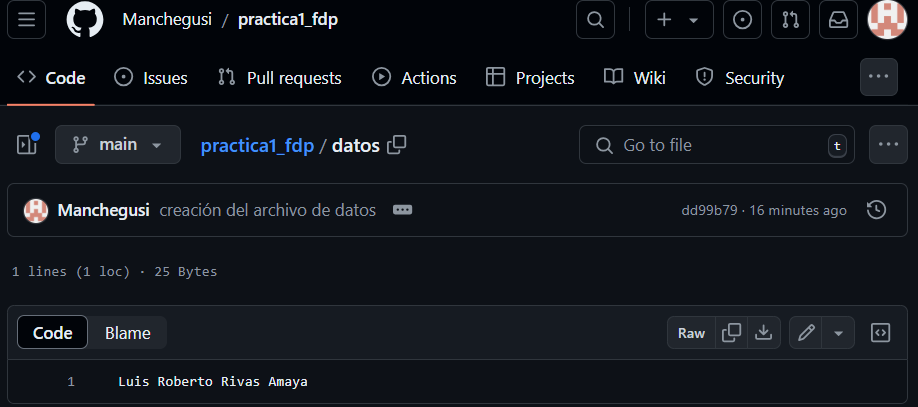 Manchegusi / practica1_fdp
Code Issues Pull requests Actions Projects Wiki Security
main practica1_fdp / datos Go to file t
Manchegusi creación del archivo de datos dd99b79 · 16 minutes ago
1 lines (1 loc) · 25 Bytes
Code Blame Raw
1 Luis Roberto Rivas Amaya